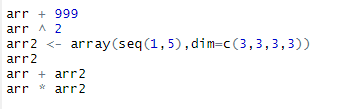 arr + 999
arr ^ 2
arr2 <- array(seq(1,5),dim=c(3,3,3,3))
arr2
arr + arr2
arr * arr2